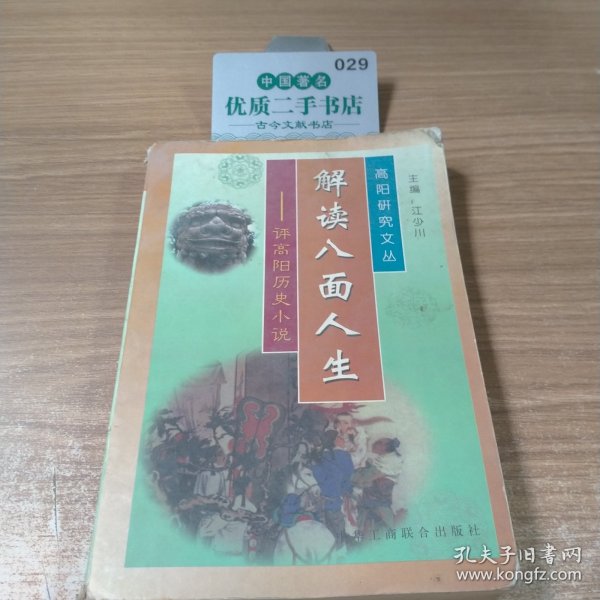 029
中国著名
优质二手书店
古今文献书店
高阳研究文丛
主编 江少川
解读八面人生
——评高阳历史小说
中华工商联合出版社
孔夫子旧书网
www.kongfz.com